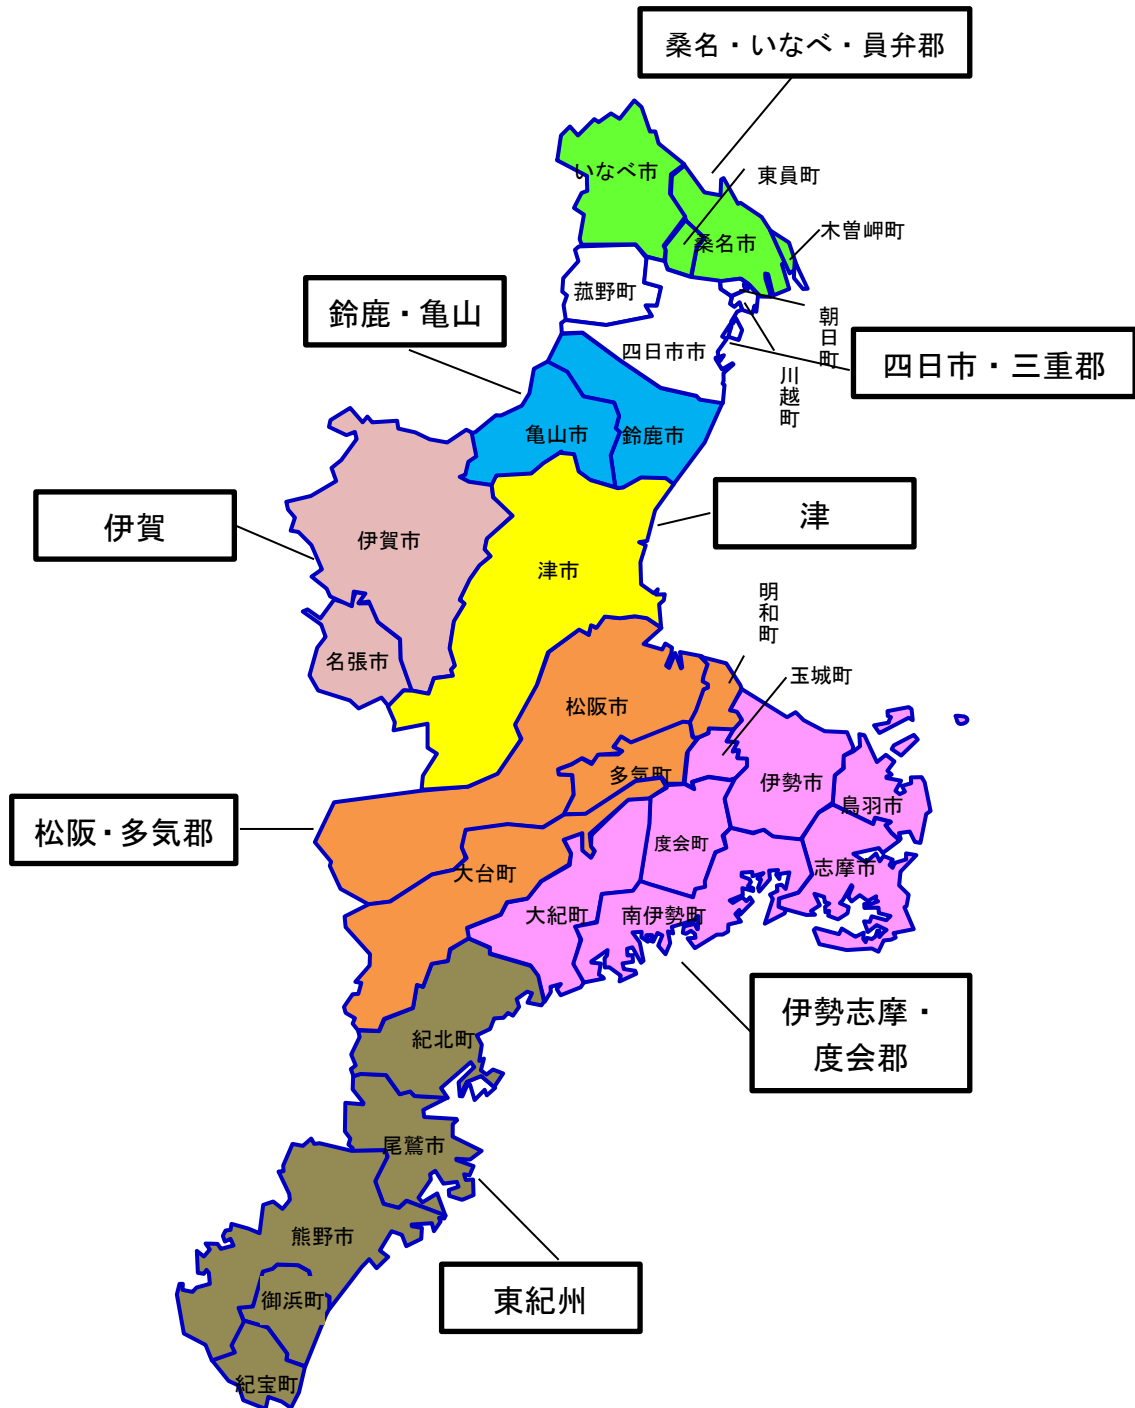 桑名・いなべ・員弁郡
いなべ市
東員町
木曽岬町
桑名市
菰野町
鈴鹿・亀山
朝日町
四日市市
四日市・三重郡
川越町
亀山市
鈴鹿市
伊賀
津
伊賀市
津市
明和町
名張市
玉城町
松阪市
多気町
伊勢市
鳥羽市
松阪・多気郡
度会町
志摩市
大台町
大紀町
南伊勢町
伊勢志摩・
度会郡
紀北町
尾鷲市
熊野市
東紀州
御浜町
紀宝町